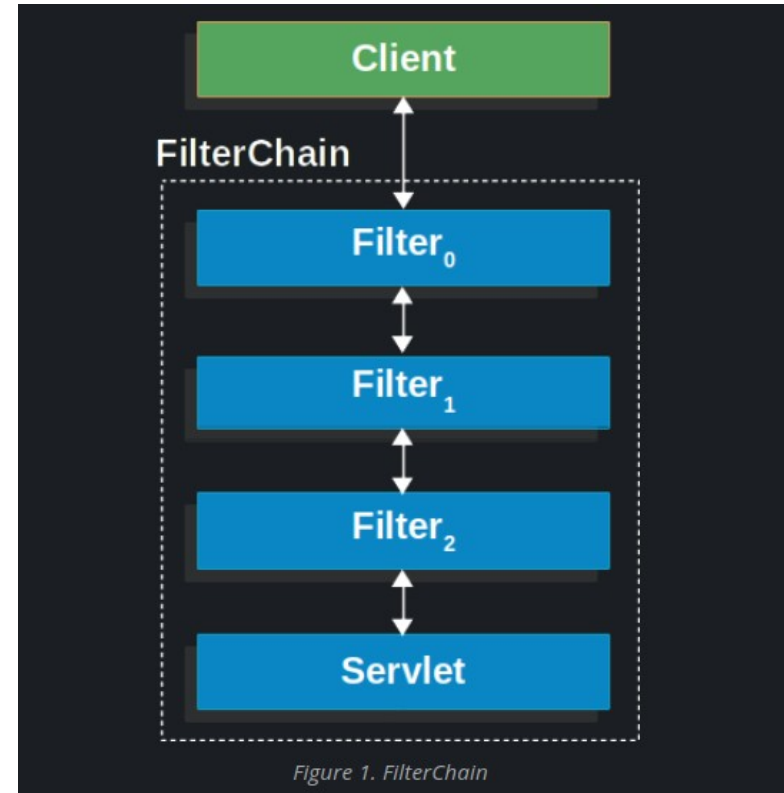 Client
FilterChain
Filter₀
Filter₁
Filter₂
Servlet
Figure 1. FilterChain